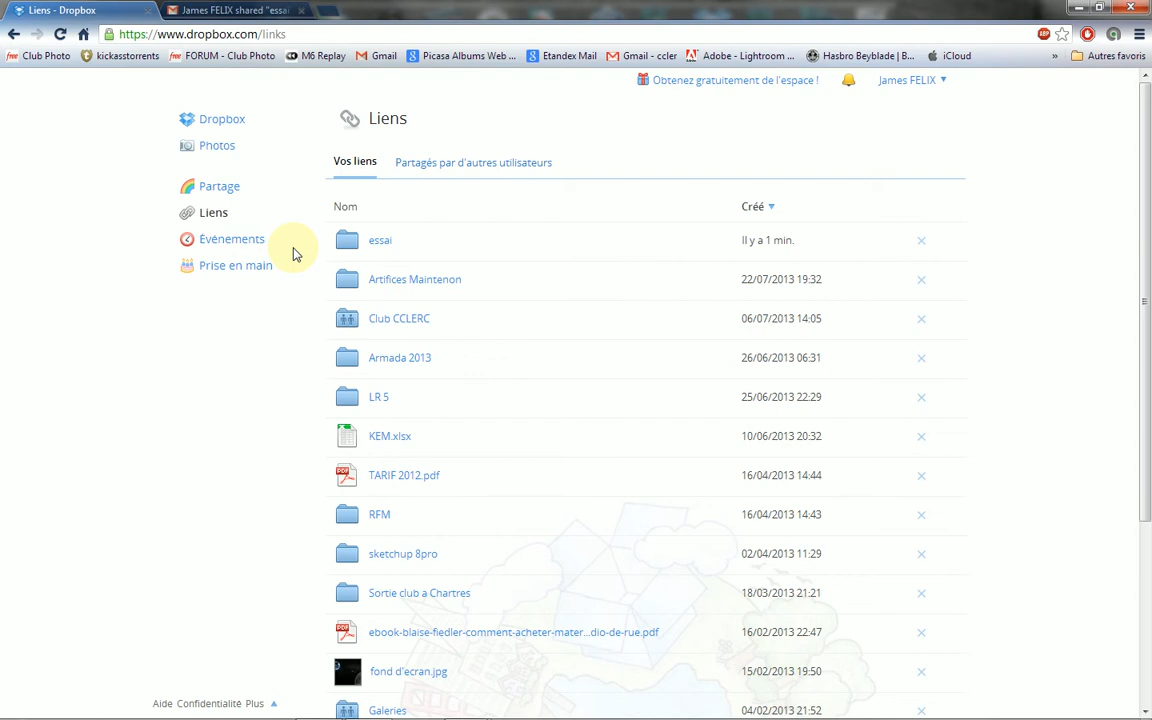 Liens - Dropbox
James FELIX shared "essai
https://www.dropbox.com/links
Club Photo
kickasstorrents
FORUM - Club Photo
M6 Replay
Gmail
Picasa Albums Web ...
Etandex Mail
Gmail - ccler
Adobe - Lightroom ...
Hasbro Beyblade | B...
iCloud
»
Autres favoris
Obtenez gratuitement de l'espace !
James FELIX
Dropbox
Photos
Partage
Liens
Événements
Prise en main
Liens
Vos liens
Partagés par d'autres utilisateurs
Nom Créé
essai Il y a 1 min.
Artifices Maintenon 22/07/2013 19:32
Club CCLERC 06/07/2013 14:05
Armada 2013 26/06/2013 06:31
LR 5 25/06/2013 22:29
KEM.xlsx 10/06/2013 20:32
TARIF 2012.pdf 16/04/2013 14:44
RFM 16/04/2013 14:43
sketchup 8pro 02/04/2013 11:29
Sortie club a Chartres 18/03/2013 21:21
ebook-blaise-fiedler-comment-acheter-mater...dio-de-rue.pdf 16/02/2013 22:47
fond d'ecran.jpg 15/02/2013 19:50
Galeries 04/02/2013 21:52
Aide Confidentialité Plus